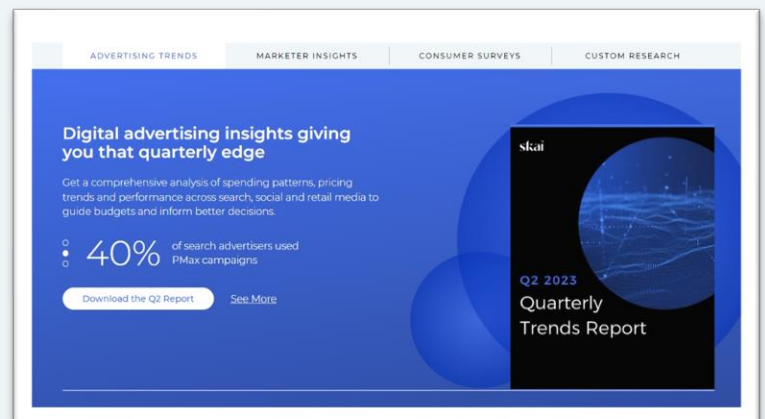 ADVERTISING TRENDS
MARKETER INSIGHTS
CONSUMER SURVEYS
CUSTOM RESEARCH
Digital advertising insights giving
you that quarterly edge
Get a comprehensive analysis of spending patterns, pricing
trends and performance across search, social and retail media to
guide budgets and inform better decisions.
40%
of search advertisers used
PMax campaigns
Download the Q2 Report
See More
skai
Q2 2023
Quarterly
Trends Report